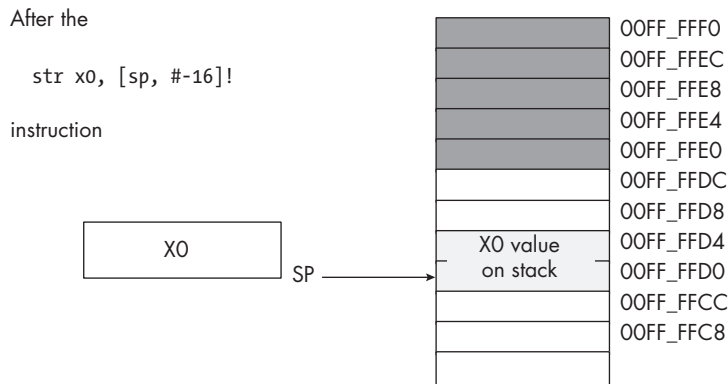 After the
str x0, [sp, #-16]!
instruction
X0
SP
X0 value
on stack
00FF_FFF0
00FF_FFEC
00FF_FFE8
00FF_FFE4
00FF_FFE0
00FF_FFDC
00FF_FFD8
00FF_FFD4
00FF_FFD0
00FF_FFCC
00FF_FFC8